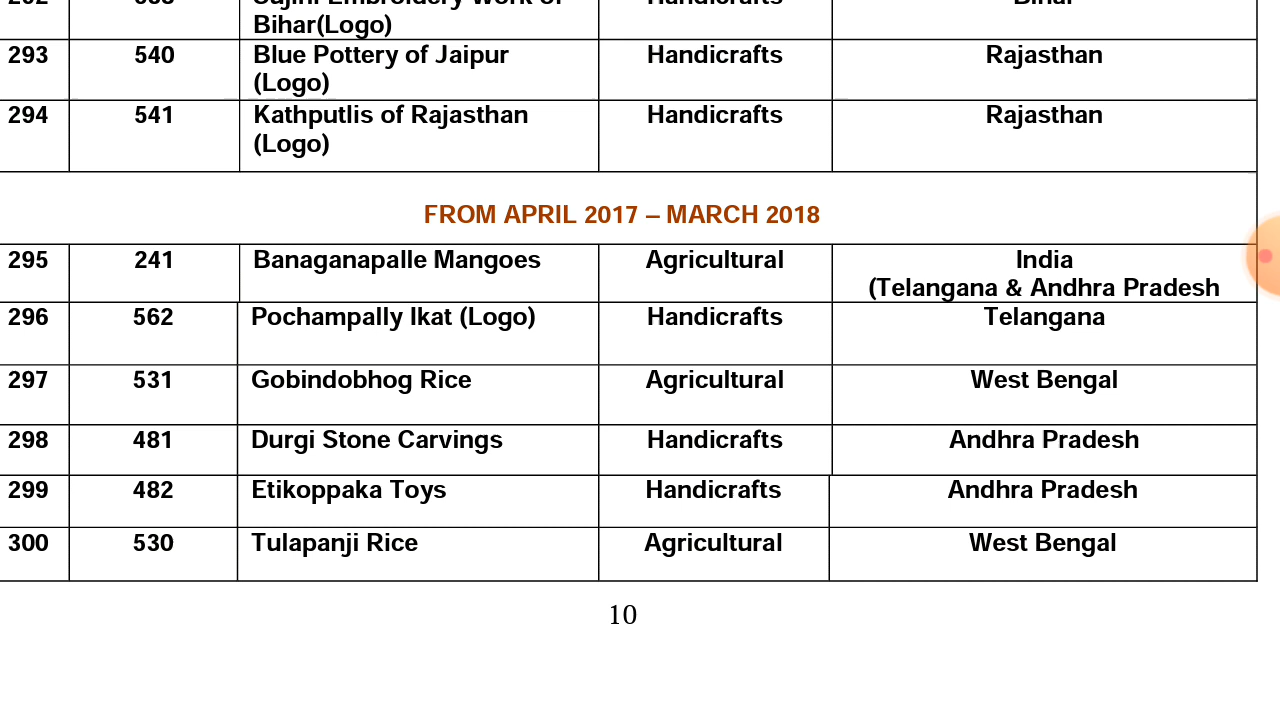 Bihar(Logo)
293 540 Blue Pottery of Jaipur Handicrafts Rajasthan
(Logo)
294 541 Kathputlis of Rajasthan Handicrafts Rajasthan
(Logo)
FROM APRIL 2017 – MARCH 2018
295 241 Banaganapalle Mangoes Agricultural India
(Telangana & Andhra Pradesh
296 562 Pochampally Ikat (Logo) Handicrafts Telangana
297 531 Gobindobhog Rice Agricultural West Bengal
298 481 Durgi Stone Carvings Handicrafts Andhra Pradesh
299 482 Etikoppaka Toys Handicrafts Andhra Pradesh
300 530 Tulapanji Rice Agricultural West Bengal
10